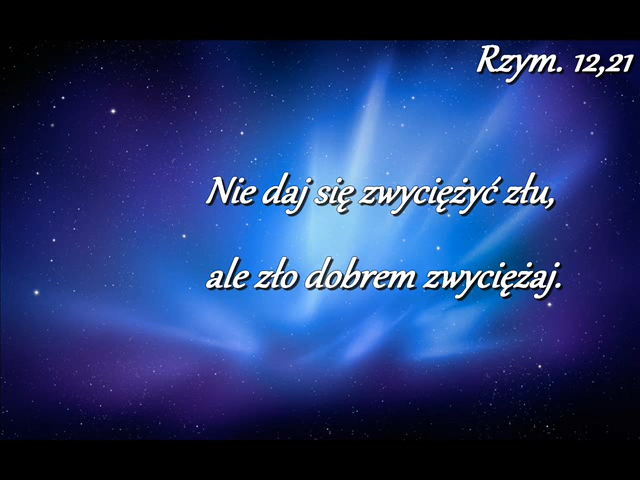 Rzym. 12,21
Nie daj się zwyciężyć złu,
ale zło dobrem zwyciężaj.